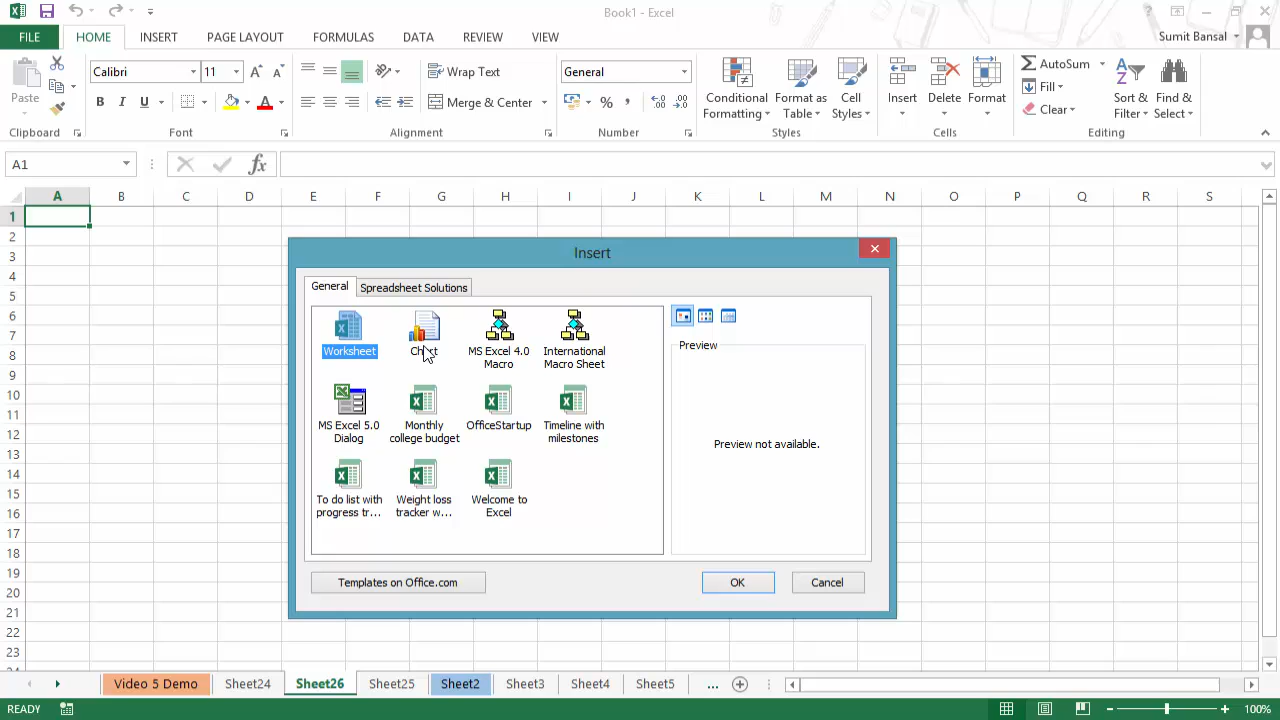 Book1 - Excel
?
FILE HOME INSERT PAGE LAYOUT FORMULAS DATA REVIEW VIEW Sumit Bansal
Paste
Calibri 11
B I U A
Wrap Text
Merge & Center
General
% ,
Conditional Formatting
Format as Table
Cell Styles
Insert Delete Format
AutoSum
Fill
Clear
Sort & Filter
Find & Select
Clipboard Font Alignment Number Styles Cells Editing
A1 fx
A B C D E F G H I J K L M N O P Q R S
1
2
3
4
5
6
7
8
9
10
11
12
13
14
15
16
17
18
19
20
21
22
23
Insert
General Spreadsheet Solutions
Worksheet
MS Excel 4.0
Macro
International
Macro Sheet
MS Excel 5.0
Dialog
Monthly
college budget
OfficeStartup
Timeline with
milestones
To do list with
progress tr...
Weight loss
tracker w...
Welcome to
Excel
Preview
Preview not available.
Templates on Office.com OK Cancel
Video 5 Demo Sheet24 Sheet26 Sheet25 Sheet2 Sheet3 Sheet4 Sheet5 ...
READY 100%